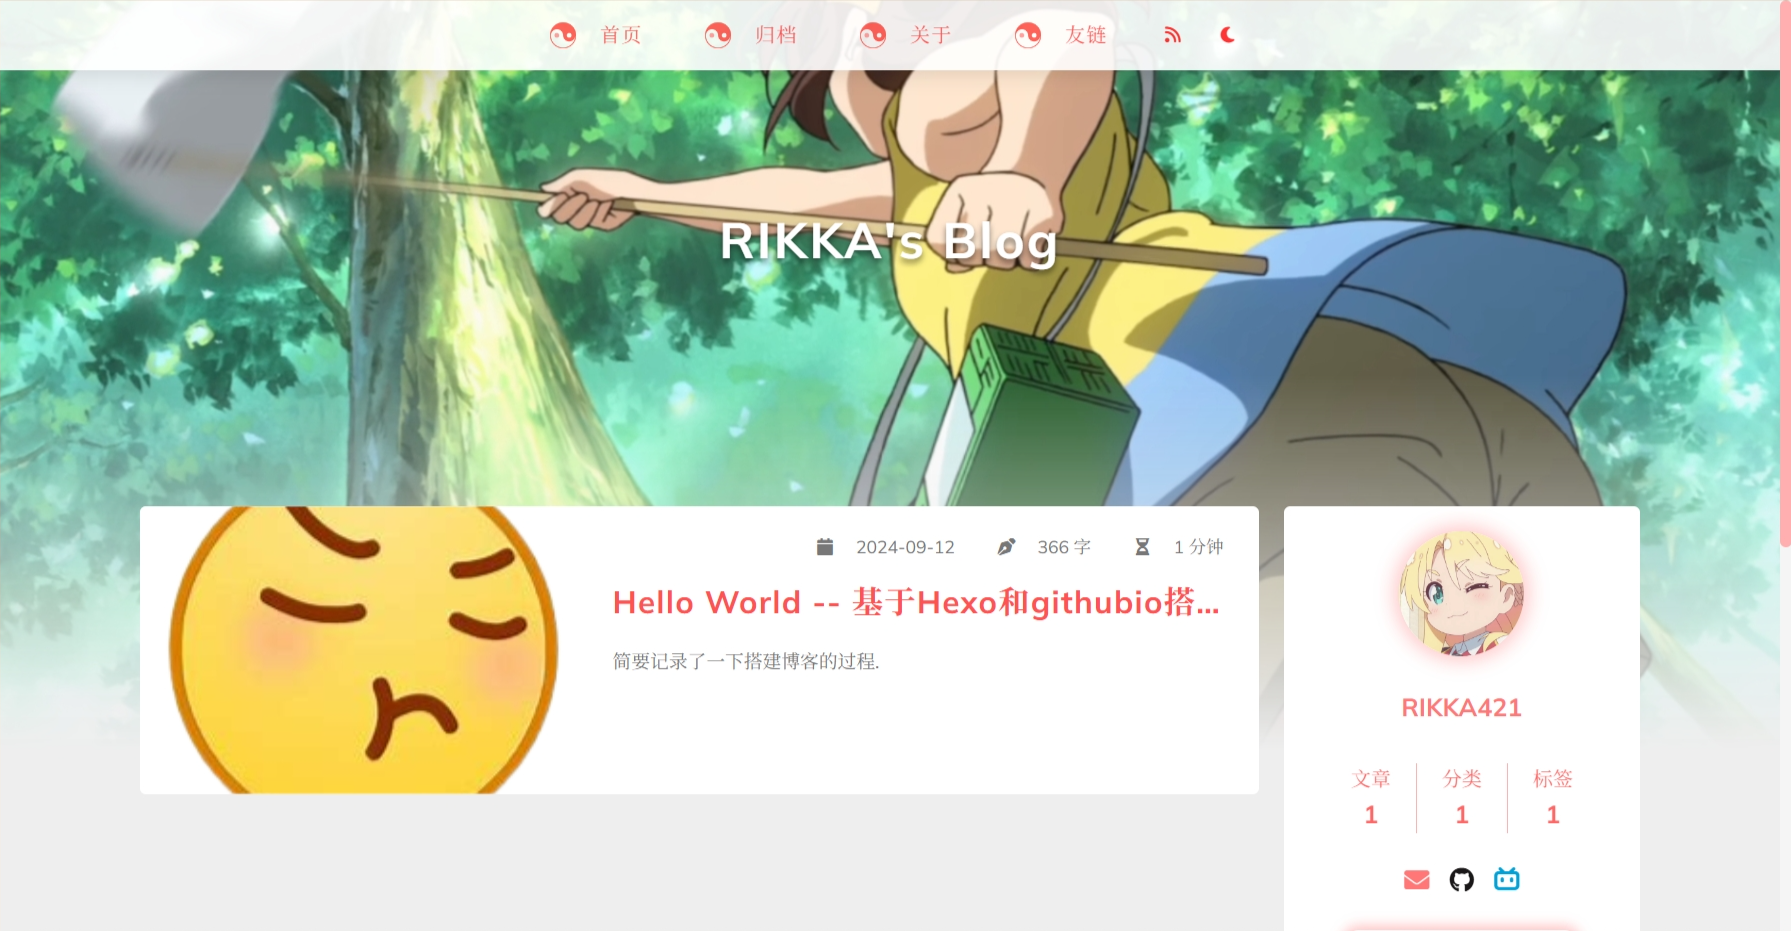 首页 归档 关于 友链
RIKKA's Blog
2024-09-12 366 字 1 分钟
Hello World -- 基于Hexo和githubio搭...
简要记录了一下搭建博客的过程.
RIKKA421
文章 分类 标签
1 1 1